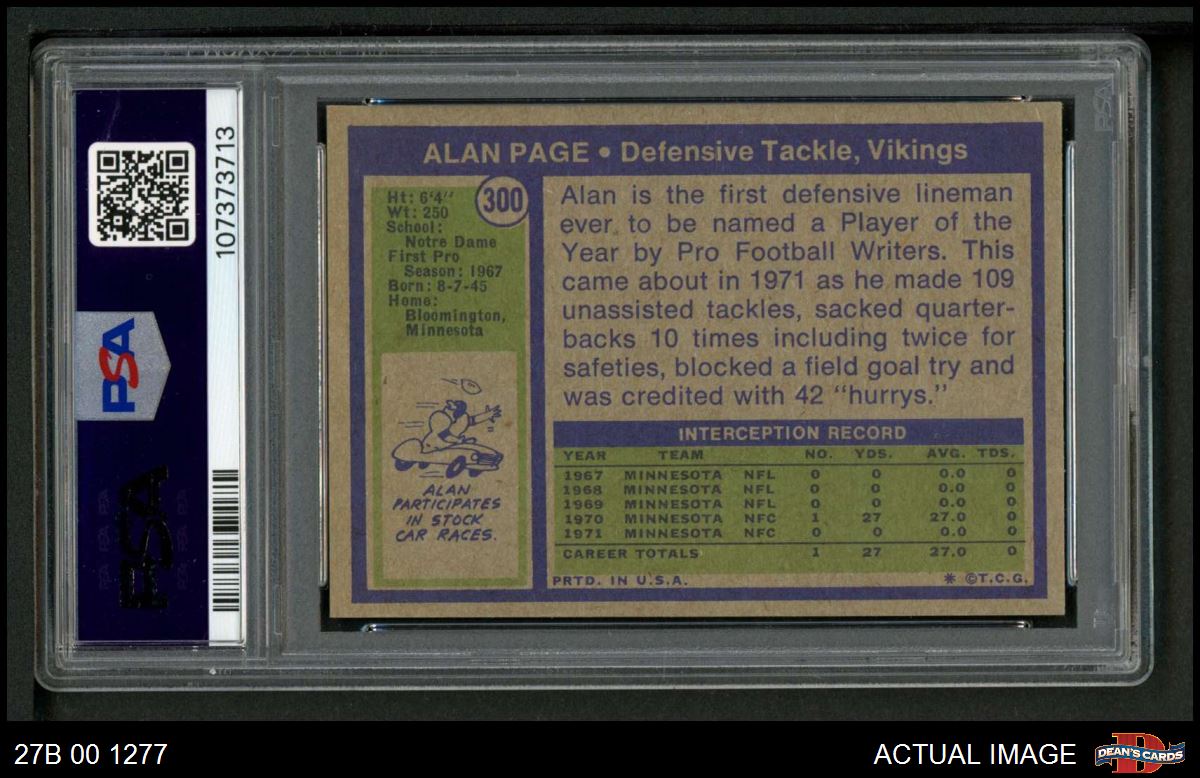 107373713
PSA
PSA
ALAN PAGE • Defensive Tackle, Vikings
300
Ht: 6'4''
Wt: 250
School:
Notre Dame
First Pro
Season: 1967
Born: 8-7-45
Home:
Bloomington,
Minnesota
ALAN
PARTICIPATES
IN STOCK
CAR RACES.
Alan is the first defensive lineman
ever to be named a Player of the
Year by Pro Football Writers. This
came about in 1971 as he made 109
unassisted tackles, sacked quarter-
backs 10 times including twice for
safeties, blocked a field goal try and
was credited with 42 "hurrys."
INTERCEPTION RECORD
YEAR TEAM NO. YDS. AVG. TDS.
1967 MINNESOTA NFL 0 0 0.0 0
1968 MINNESOTA NFL 0 0 0.0 0
1969 MINNESOTA NFL 0 0 0.0 0
1970 MINNESOTA NFC 1 27 27.0 0
1971 MINNESOTA NFC 0 0 0.0 0
CAREER TOTALS 1 27 27.0 0
PRTD. IN U.S.A. * ©T.C.G.
PSA
27B 00 1277
ACTUAL IMAGE
DEAN'S CARDS